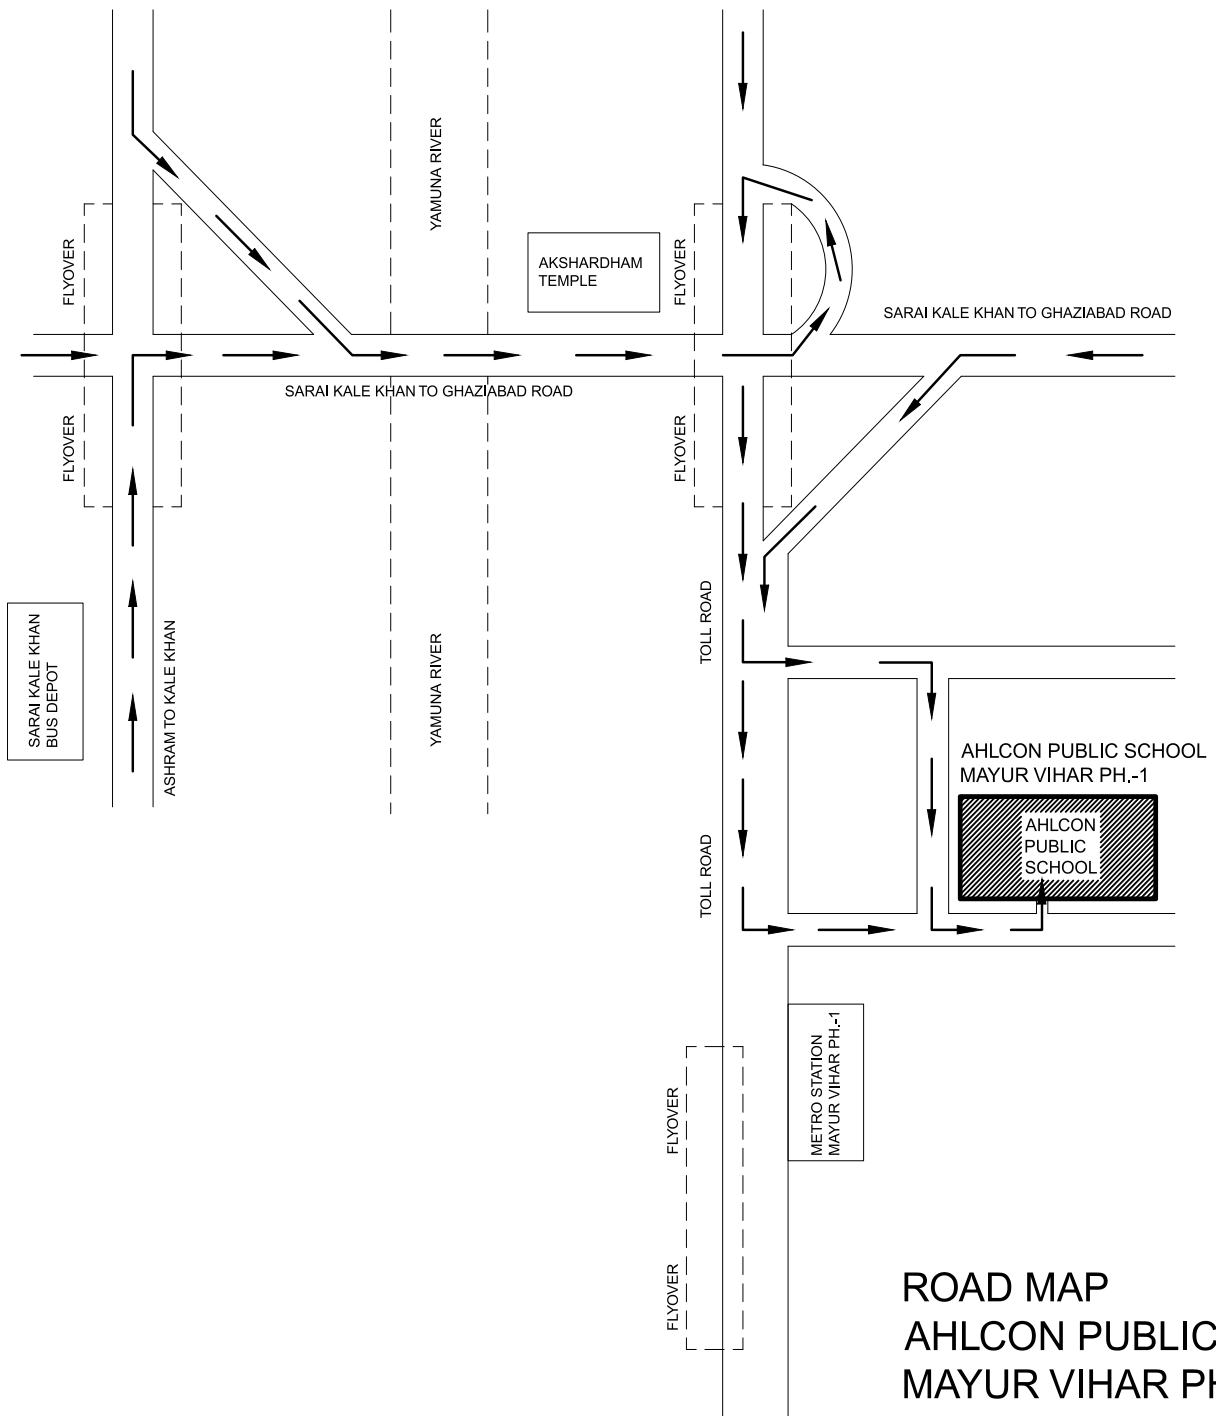 YAMUNA RIVER
FLYOVER
AKSHARDHAM
TEMPLE
FLYOVER
SARAI KALE KHAN TO GHAZIABAD ROAD
SARAI KALE KHAN TO GHAZIABAD ROAD
FLYOVER
FLYOVER
SARAI KALE KHAN
BUS DEPOT
ASHRAM TO KALE KHAN
YAMUNA RIVER
TOLL ROAD
AHLCON PUBLIC SCHOOL
MAYUR VIHAR PH.-1
AHLCON
PUBLIC
SCHOOL
TOLL ROAD
METRO STATION
MAYUR VIHAR PH.-1
FLYOVER
FLYOVER
ROAD MAP
AHLCON PUBLIC
MAYUR VIHAR PH